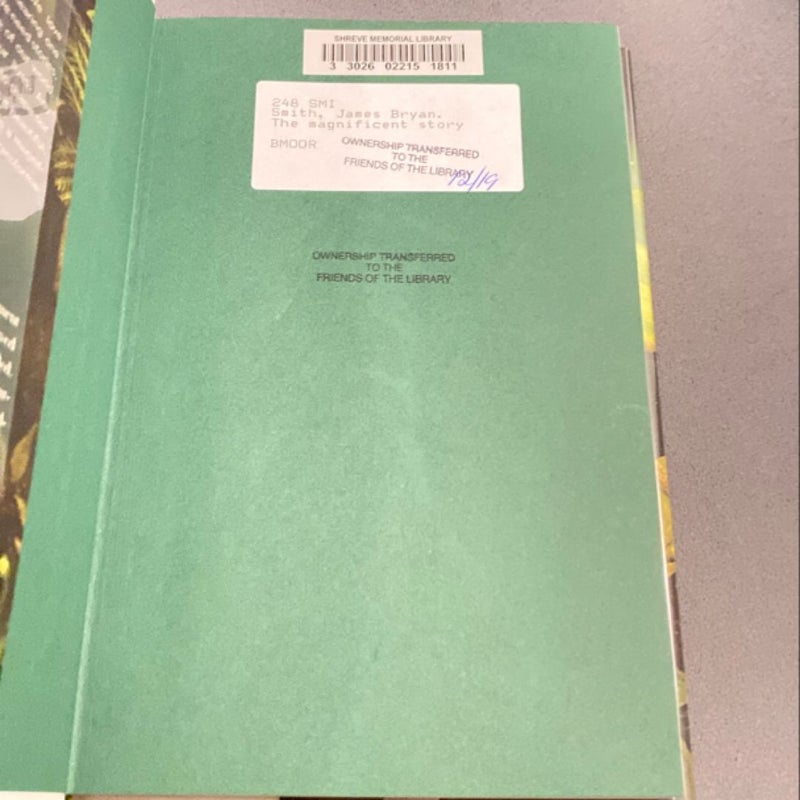 SHREVE MEMORIAL LIBRARY
3 3026 02215 1811
248 SMI
Smith, James Bryan.
The magnificent story
BMOOR
OWNERSHIP TRANSFERRED
TO THE
FRIENDS OF THE LIBRARY
12/19
OWNERSHIP TRANSFERRED
TO THE
FRIENDS OF THE LIBRARY